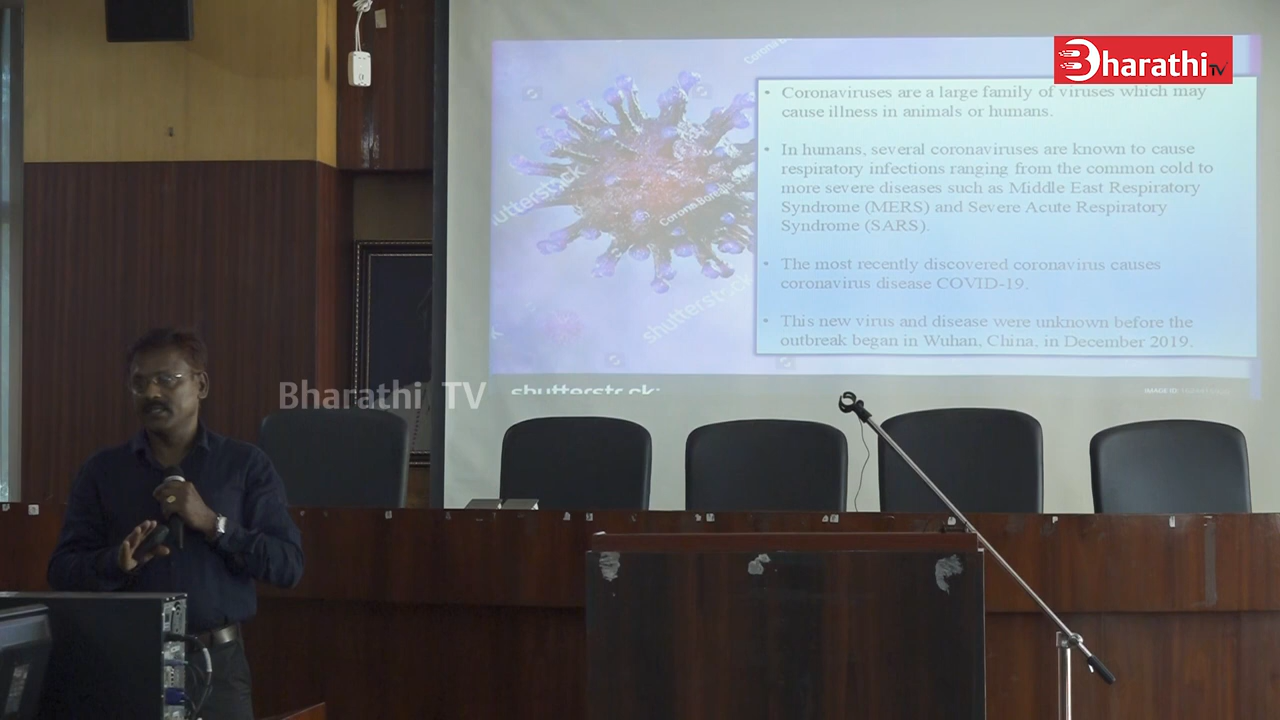 Bharathi TV
• Coronaviruses are a large family of viruses which may
cause illness in animals or humans.
• In humans, several coronaviruses are known to cause
respiratory infections ranging from the common cold to
more severe diseases such as Middle East Respiratory
Syndrome (MERS) and Severe Acute Respiratory
Syndrome (SARS).
• The most recently discovered coronavirus causes
coronavirus disease COVID-19.
• This new virus and disease were unknown before the
outbreak began in Wuhan, China, in December 2019.
shutterstock
Bharathi TV